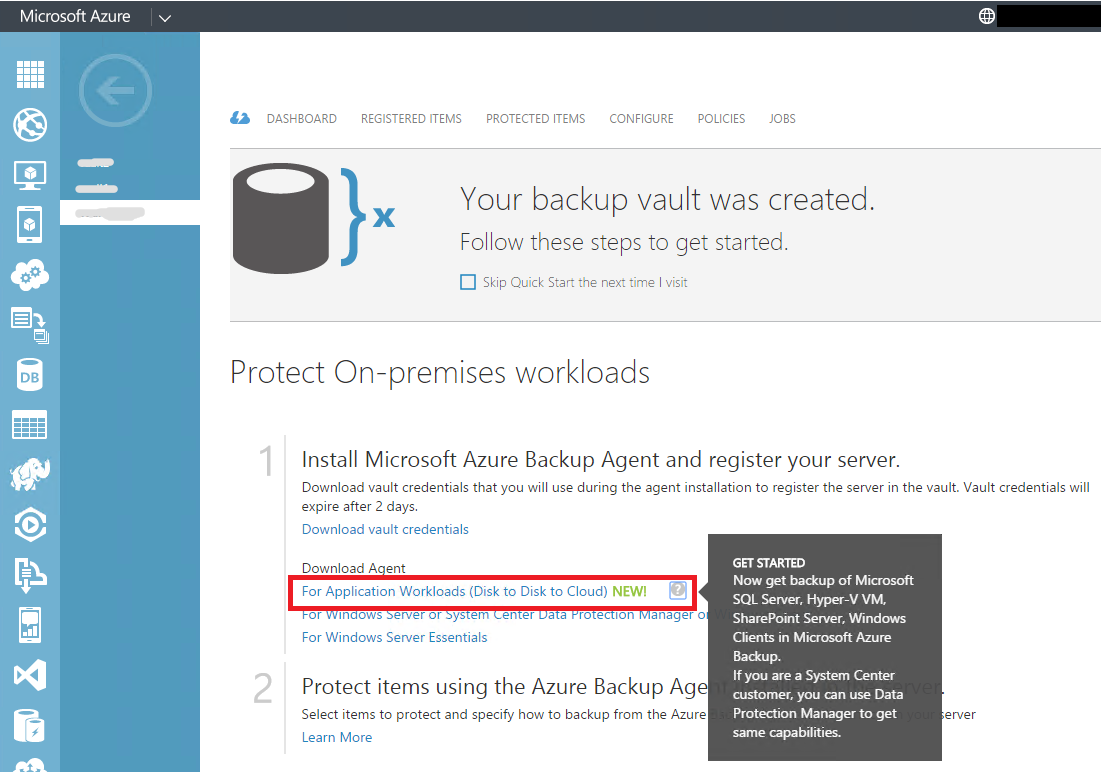 Microsoft Azure
DASHBOARD REGISTERED ITEMS PROTECTED ITEMS CONFIGURE POLICIES JOBS
} x
Your backup vault was created.
Follow these steps to get started.
Skip Quick Start the next time I visit
Protect On-premises workloads
1
Install Microsoft Azure Backup Agent and register your server.
Download vault credentials that you will use during the agent installation to register the server in the vault. Vault credentials will
expire after 2 days.
Download vault credentials
Download Agent
For Application Workloads (Disk to Disk to Cloud) NEW! ?
For Windows Server or System Center Data Protection Manager or
For Windows Server Essentials
2
Protect items using the Azure Backup Agent installed in the server.
Select items to protect and specify how to backup from the Azure your server
Learn More
GET STARTED
Now get backup of Microsoft
SQL Server, Hyper-V VM,
SharePoint Server, Windows
Clients in Microsoft Azure
Backup.
If you are a System Center
customer, you can use Data
Protection Manager to get
same capabilities.
DB